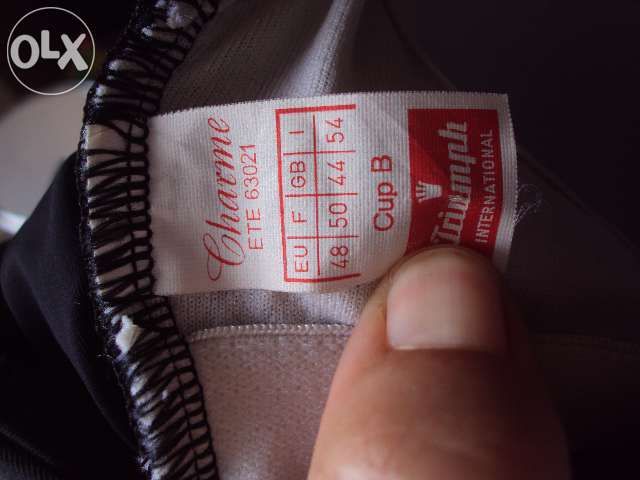 OLX
Charme
ETE 63021
EU F GB I
48 50 44 54
Cup B
Triumph
INTERNATIONAL